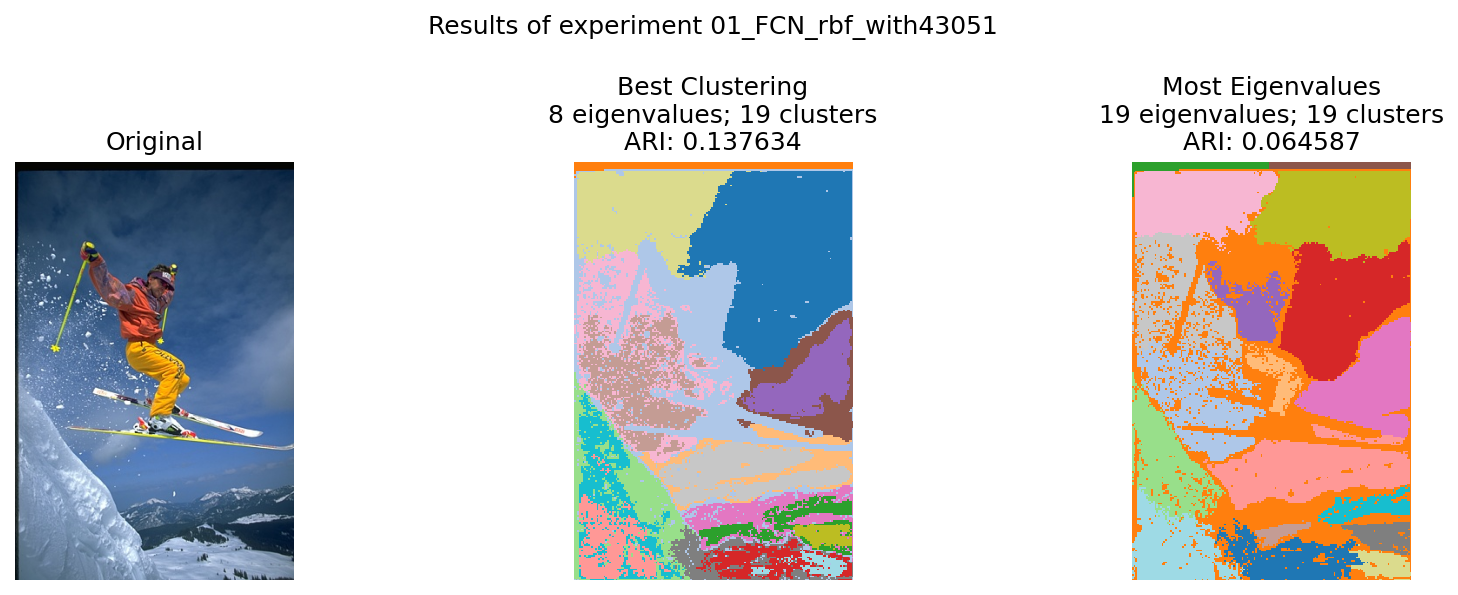 Results of experiment 01_FCN_rbf_with43051
Original
Best Clustering
8 eigenvalues; 19 clusters
ARI: 0.137634
Most Eigenvalues
19 eigenvalues; 19 clusters
ARI: 0.064587